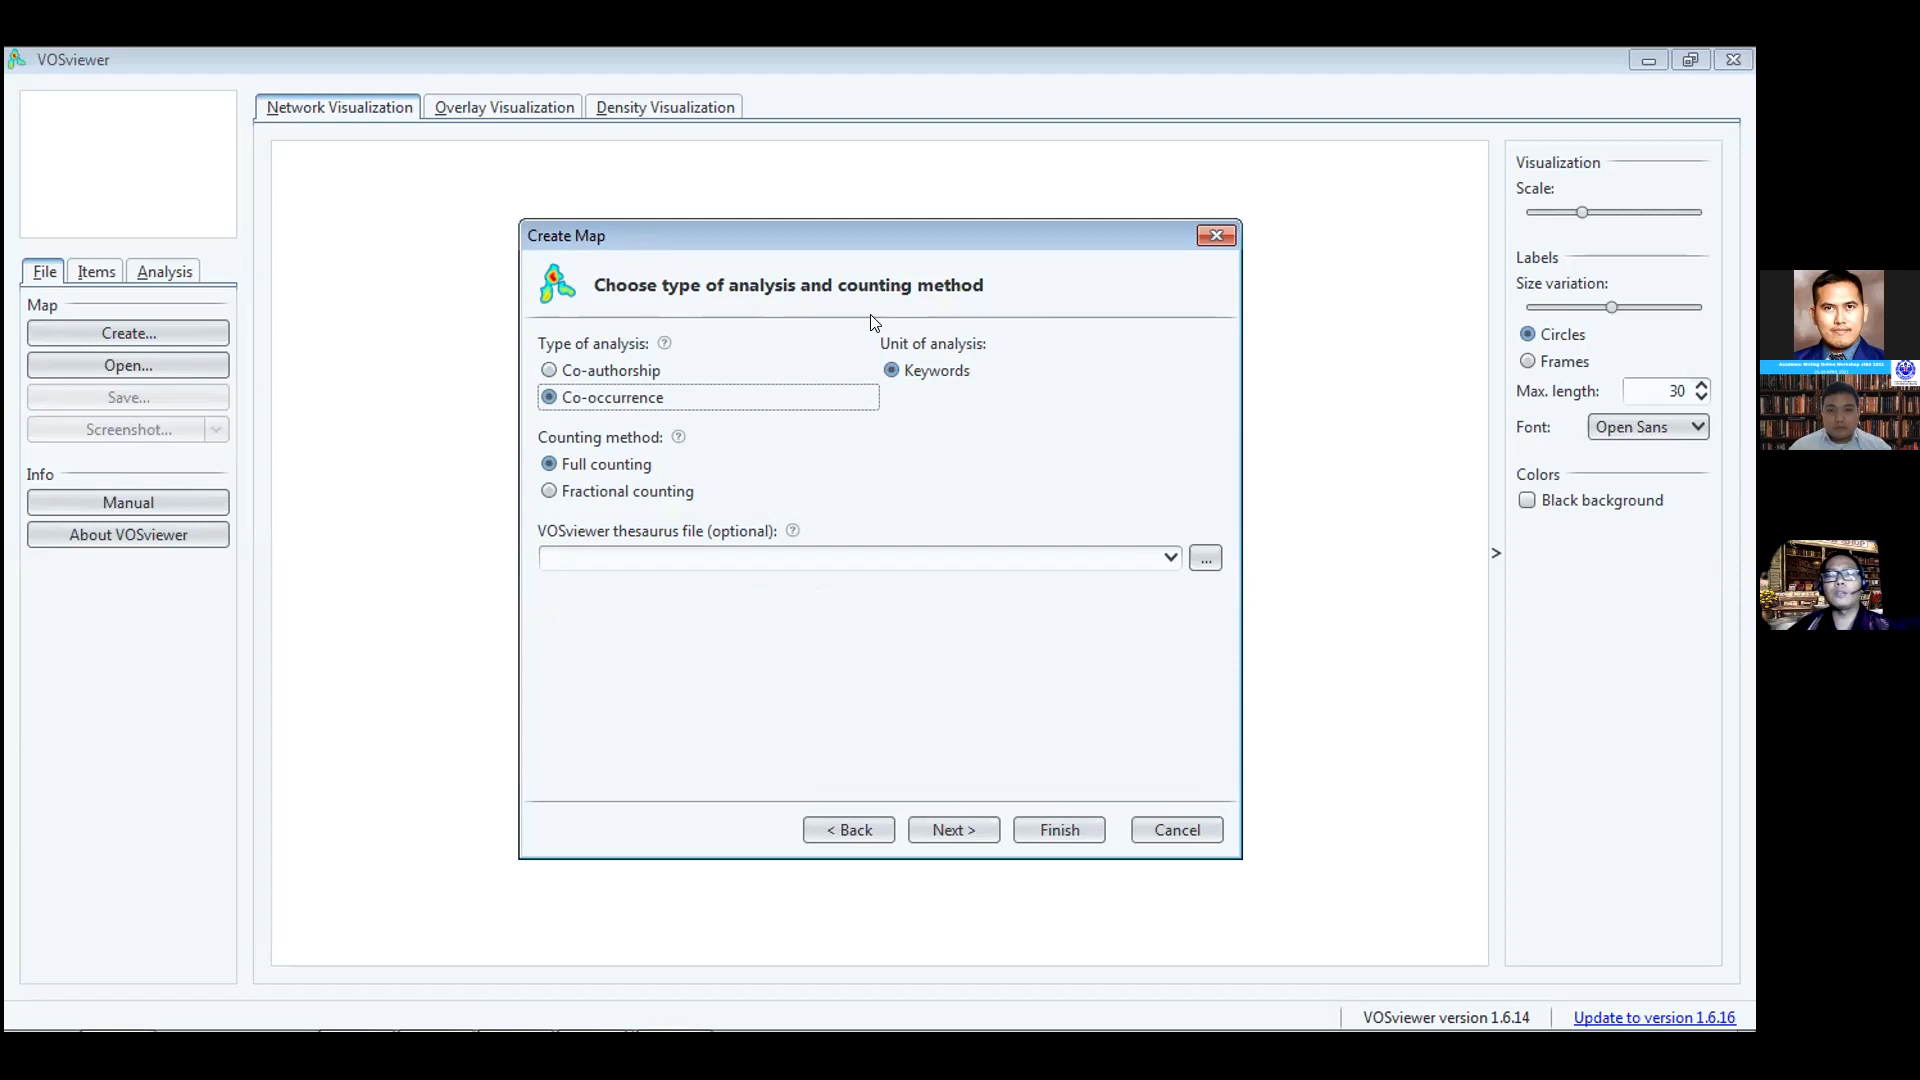 VOSviewer
Network Visualization
Overlay Visualization
Density Visualization
File
Items
Analysis
Map
Create...
Open...
Save...
Screenshot...
Info
Manual
About VOSviewer
Create Map
Choose type of analysis and counting method
Type of analysis: ?
Unit of analysis:
Co-authorship
Keywords
Co-occurrence
Counting method: ?
Full counting
Fractional counting
VOSviewer thesaurus file (optional): ?
...
< Back
Next >
Finish
Cancel
>
Visualization
Scale:
Labels
Size variation:
Circles
Frames
Max. length: 30
Font: Open Sans
Colors
Black background
VOSviewer version 1.6.14
Update to version 1.6.16